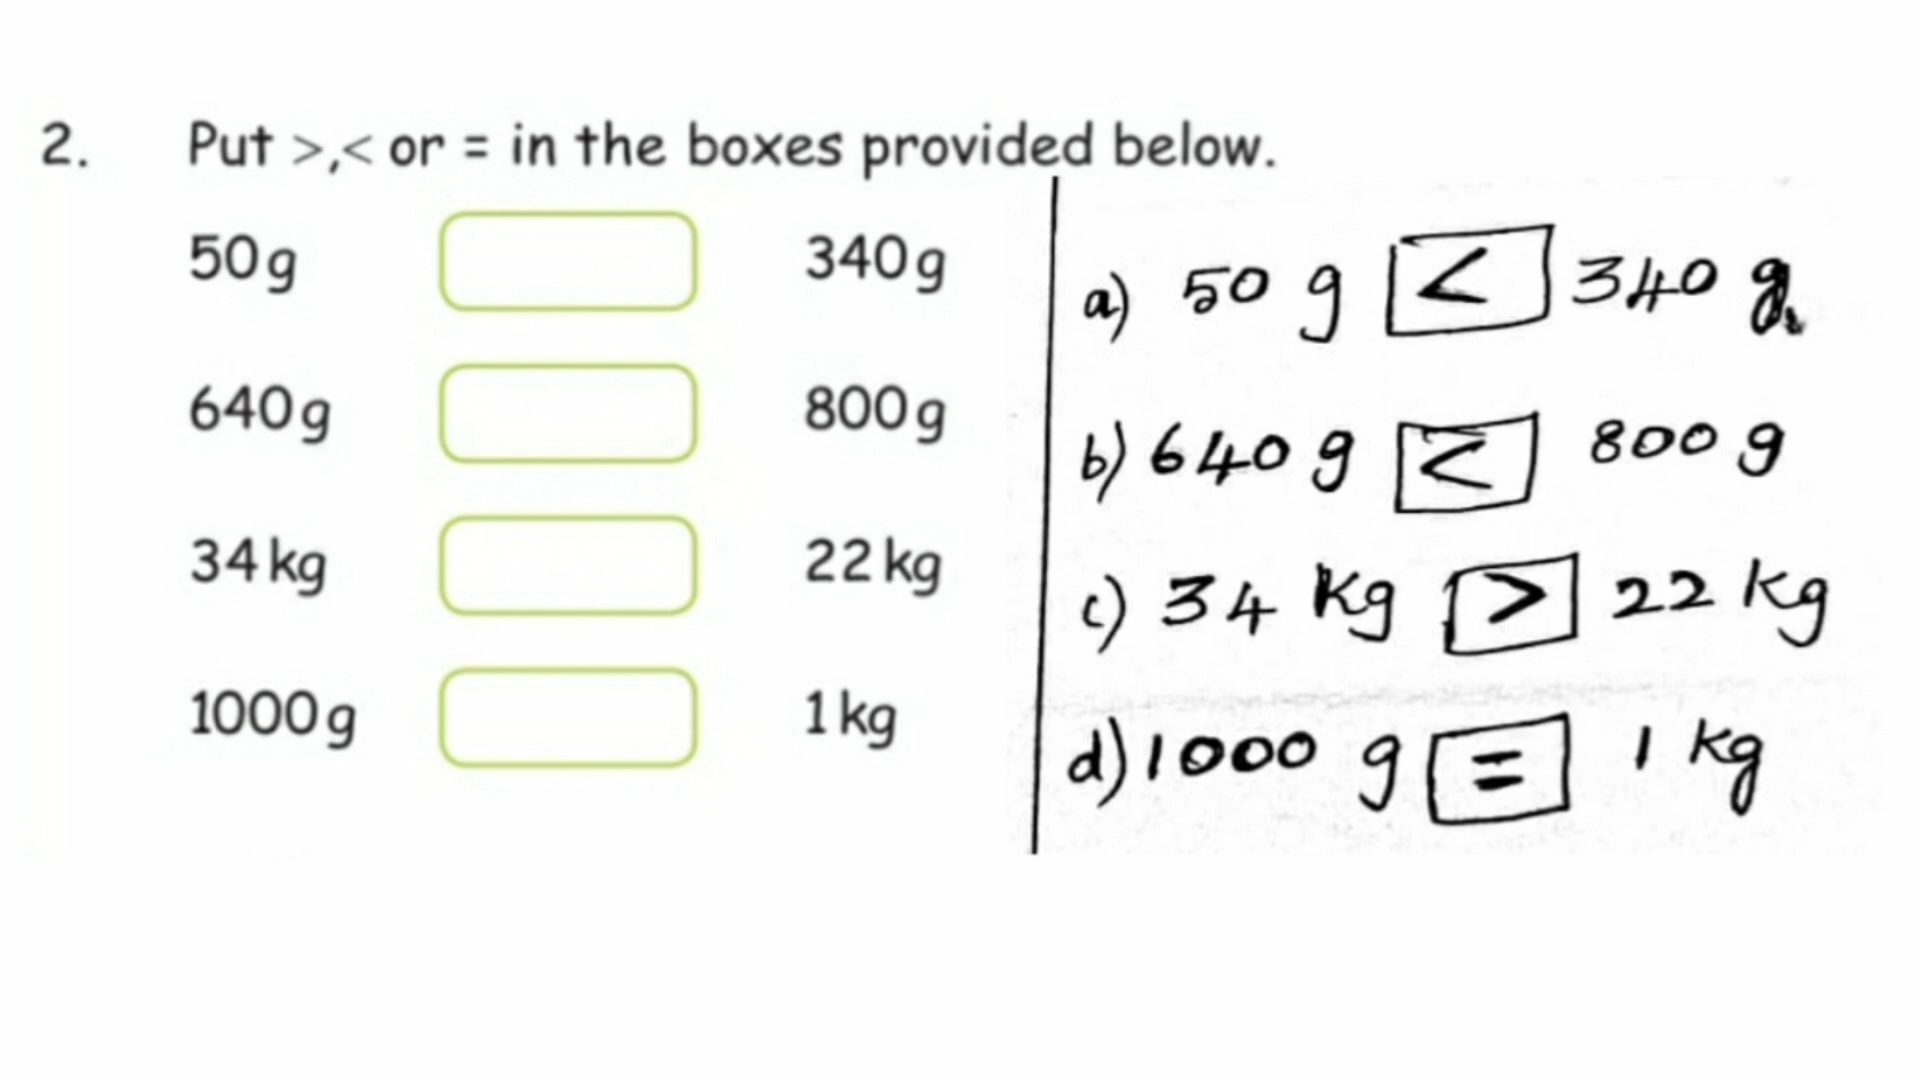 2. Put >,< or = in the boxes provided below.
50g 340g
640g 800g
34kg 22kg
1000g 1kg
a) 50 g < 340 g
b) 640 g < 800 g
c) 34 kg > 22 kg
d) 1000 g = 1 kg